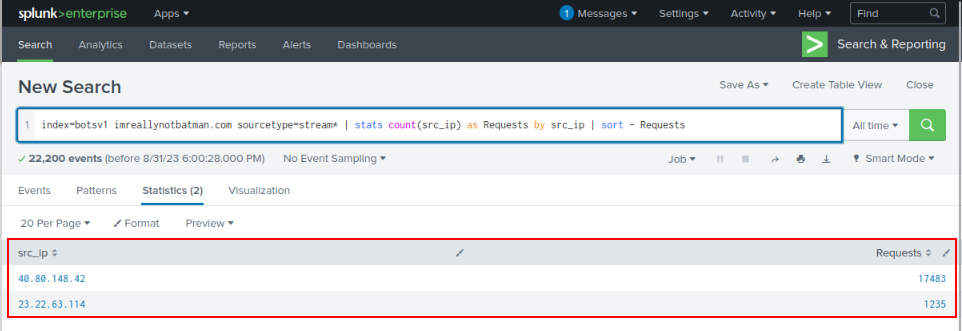 splunk>enterprise Apps 1 Messages Settings Activity Help Find
Search Analytics Datasets Reports Alerts Dashboards > Search & Reporting
New Search Save As Create Table View Close
1 index=botsv1 imreallynotbatman.com sourcetype=stream* | stats count(src_ip) as Requests by src_ip | sort - Requests All time
22,200 events (before 8/31/23 6:00:28.000 PM) No Event Sampling Job Smart Mode
Events Patterns Statistics (2) Visualization
20 Per Page Format Preview
src_ip Requests
40.80.148.42 17483
23.22.63.114 1235